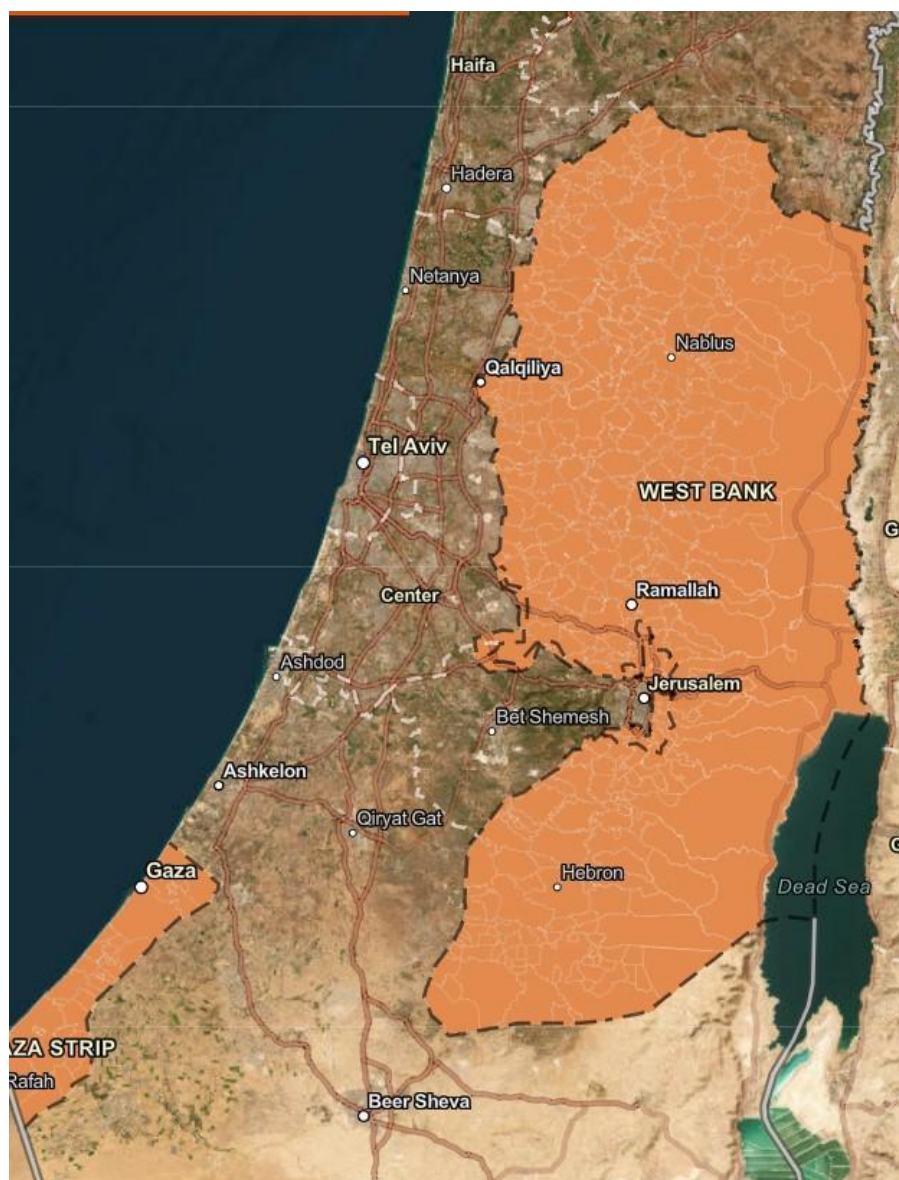 Haifa
Hadera
Netanya
Nablus
Qalqiliya
Tel Aviv
WEST BANK
G
Center
Ramallah
Ashdod
Jerusalem
Bet Shemesh
Ashkelon
Qiryat Gat
G
Gaza
Hebron
Dead Sea
AZA STRIP
Rafah
Beer Sheva